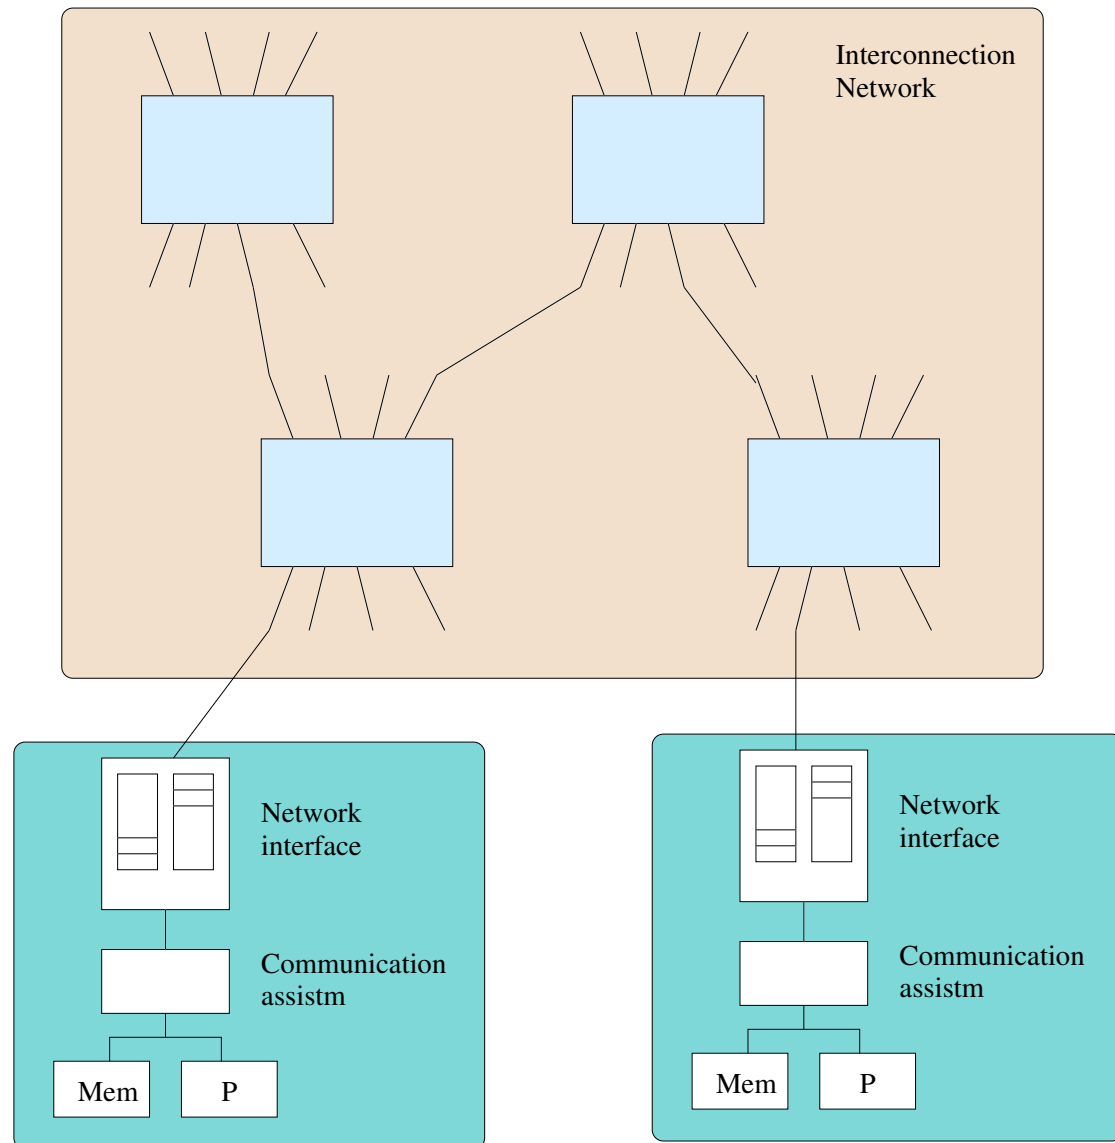 Interconnection
Network
Network
interface
Communication
assistm
Mem
P
Network
interface
Communication
assistm
Mem
P